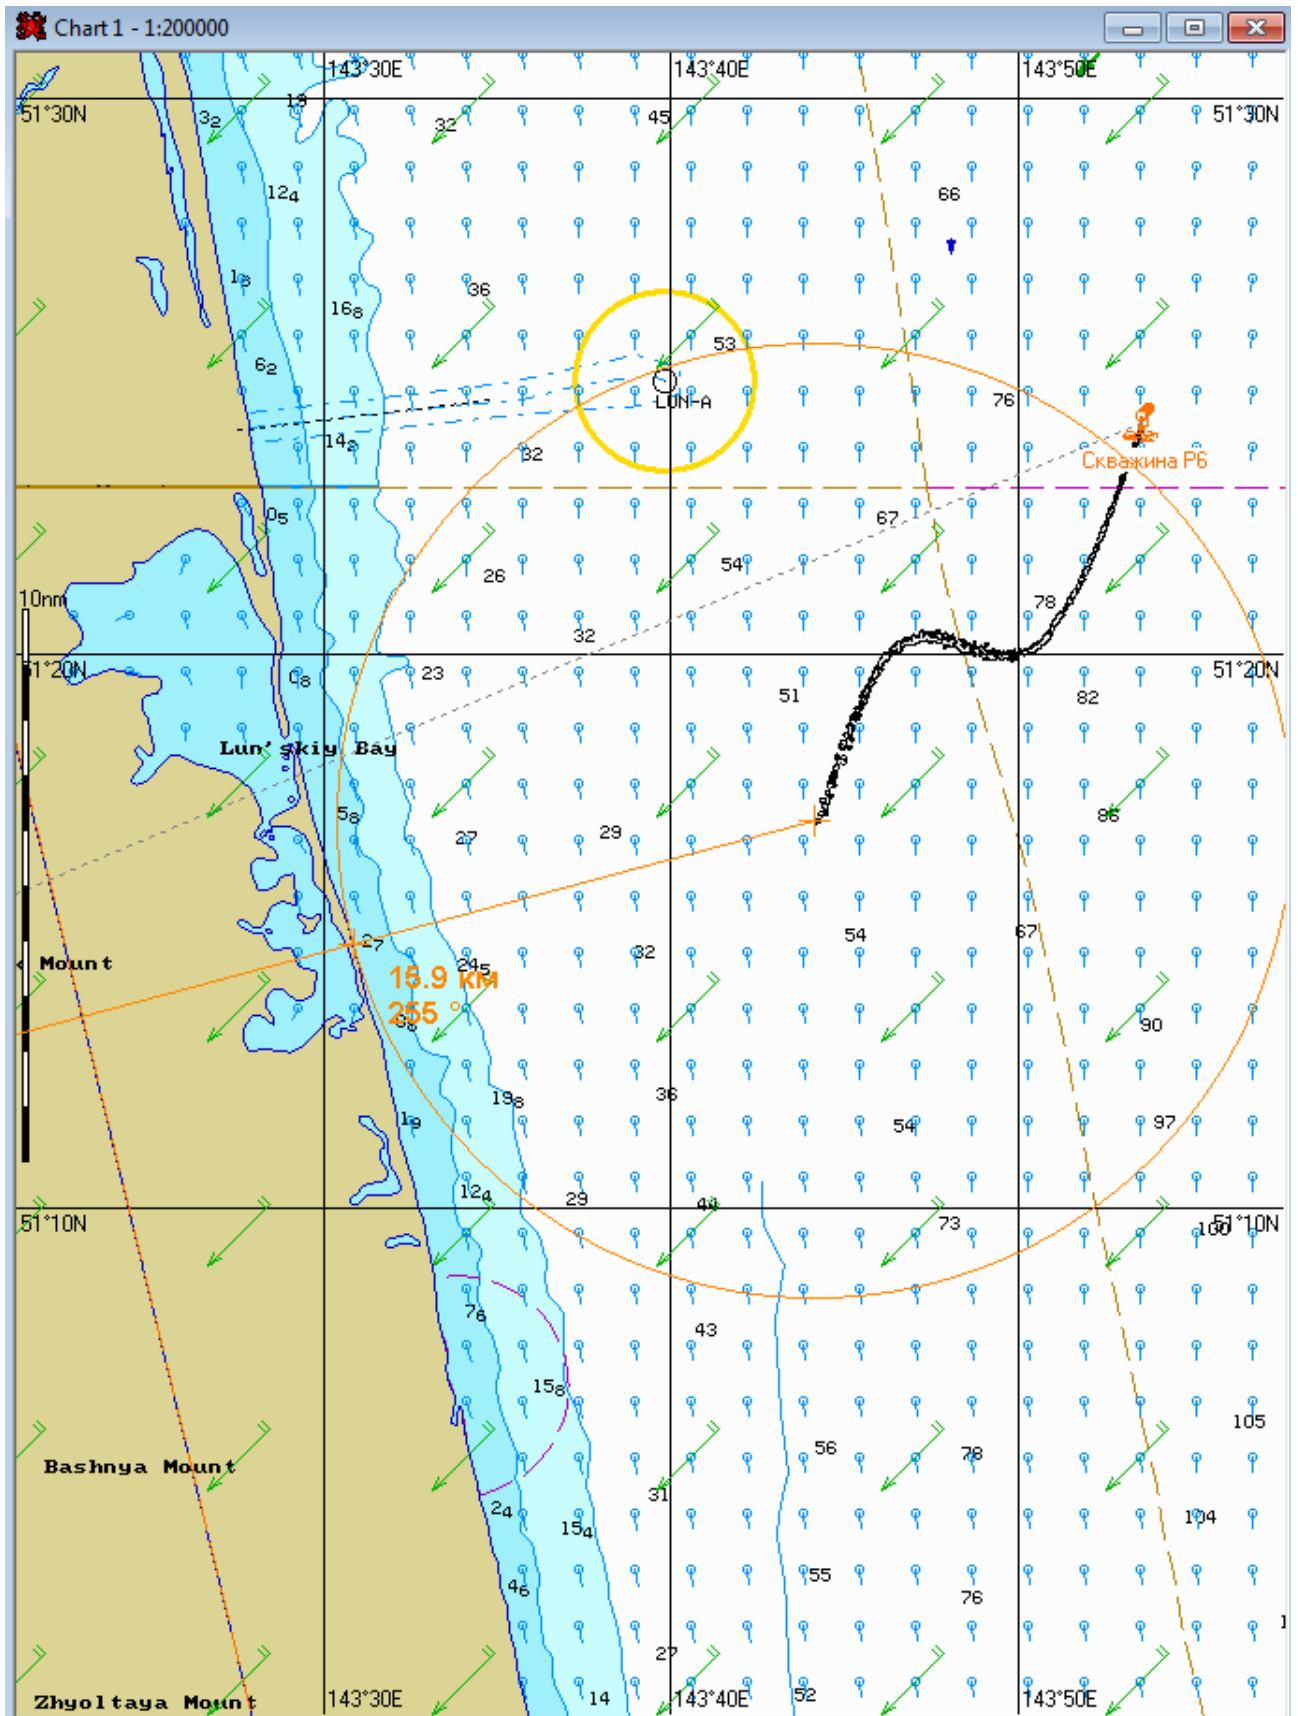 Chart 1 - 1:200000
143°30E 143°40E 143°50E
51°30N 19 3₂ 32 45 51°30N
12₄ 66
1₃ 36
16₈
6₂ 53
LUN-A 76
14₂ 32 Скважина Р6
0₅ 67
26 54
10nm 78
32
51°20N 0₈ 23 51°20N
51 82
Lun'skiy Bay
5₈ 27 29 86
2₇ 54 67
Mount 24₅ 32
15.9 км
255 ° 90
19₈ 36
1₉ 54 97
12₄ 29 44
51°10N 73 100 51°10N
7₆ 43
15₈
105
Bashnya Mount 56 78
31
2₄ 15₄ 104
4₆ 55 76
27
Zhyoltaya Mount 143°30E 14 143°40E 52 143°50E